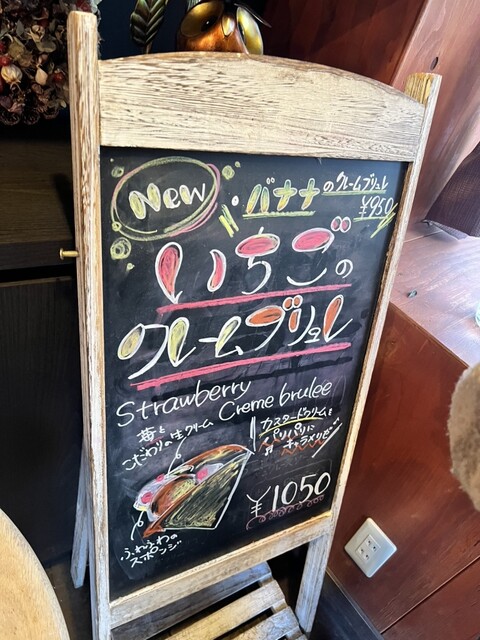 New
バナナのクレームブリュレ
¥950
いちごの
クレームブリュレ
Strawberry
Creme brulee
苺と
こだわりの生クリーム
カスタードクリームを
パリパリに
キャラメリゼ
¥1050
ふわふわの
スポンジ